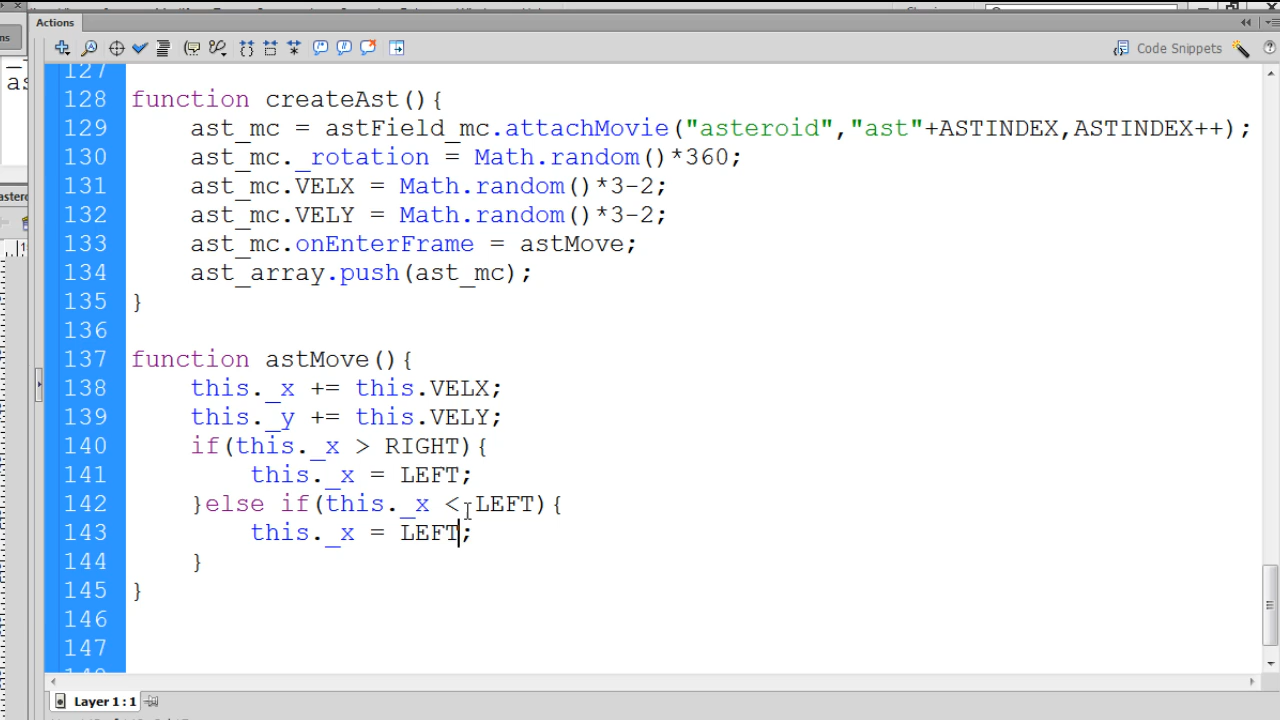 Actions
Code Snippets
127
128 function createAst(){
129 ast_mc = astField_mc.attachMovie("asteroid","ast"+ASTINDEX,ASTINDEX++);
130 ast_mc._rotation = Math.random()*360;
131 ast_mc.VELX = Math.random()*3-2;
132 ast_mc.VELY = Math.random()*3-2;
133 ast_mc.onEnterFrame = astMove;
134 ast_array.push(ast_mc);
135 }
136
137 function astMove(){
138 this._x += this.VELX;
139 this._y += this.VELY;
140 if(this._x > RIGHT){
141 this._x = LEFT;
142 }else if(this._x < LEFT){
143 this._x = LEFT;
144 }
145 }
146
147
Layer 1 : 1